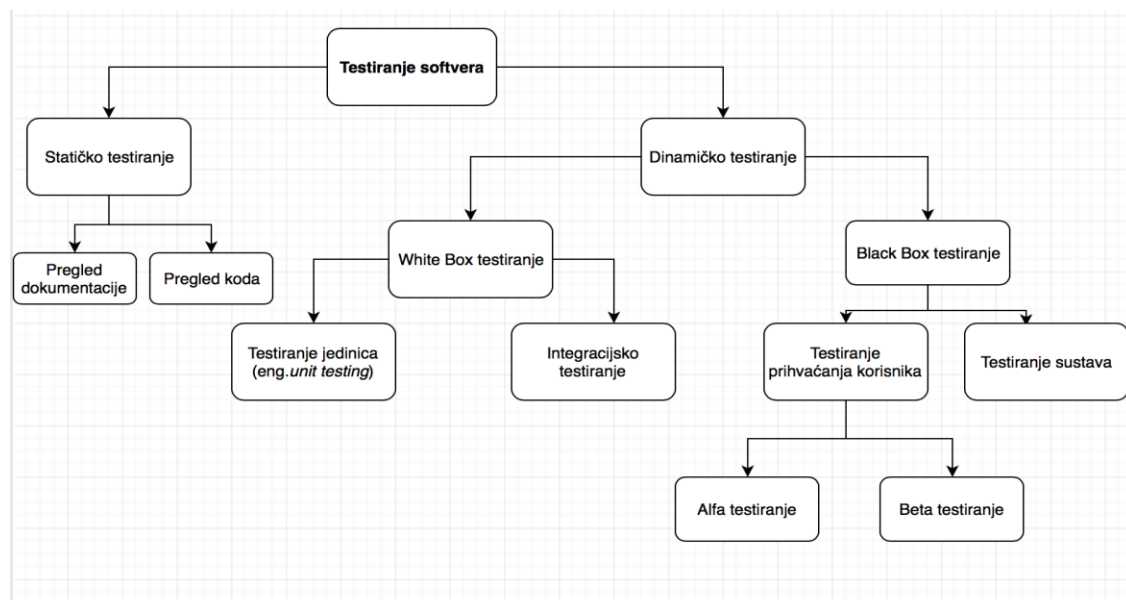 Testiranje softvera
Statičko testiranje
Dinamičko testiranje
White Box testiranje
Black Box testiranje
Pregled
dokumentacije
Pregled koda
Testiranje jedinica
(eng.unit testing)
Integracijsko
testiranje
Testiranje
prihvaćanja korisnika
Testiranje sustava
Alfa testiranje
Beta testiranje